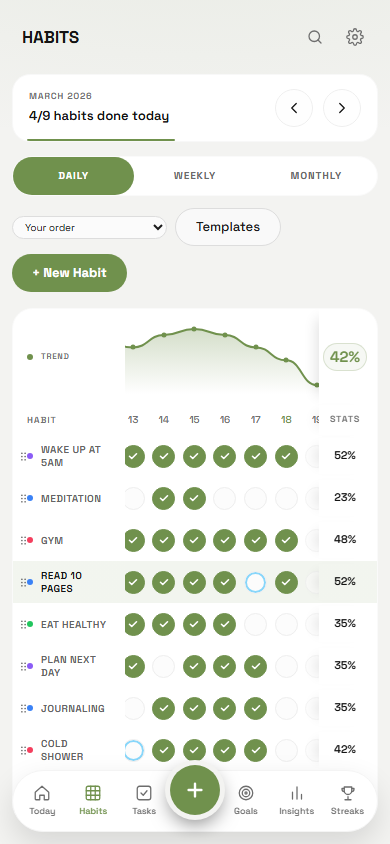 HABITS
MARCH 2026
4/9 habits done today
DAILY WEEKLY MONTHLY
Your order Templates
+ New Habit
TREND 42%
HABIT 13 14 15 16 17 18 19 STATS
WAKE UP AT
5AM 52%
MEDITATION 23%
GYM 48%
READ 10
PAGES 52%
EAT HEALTHY 35%
PLAN NEXT
DAY 35%
JOURNALING 35%
COLD
SHOWER 42%
Today Habits Tasks Goals Insights Streaks